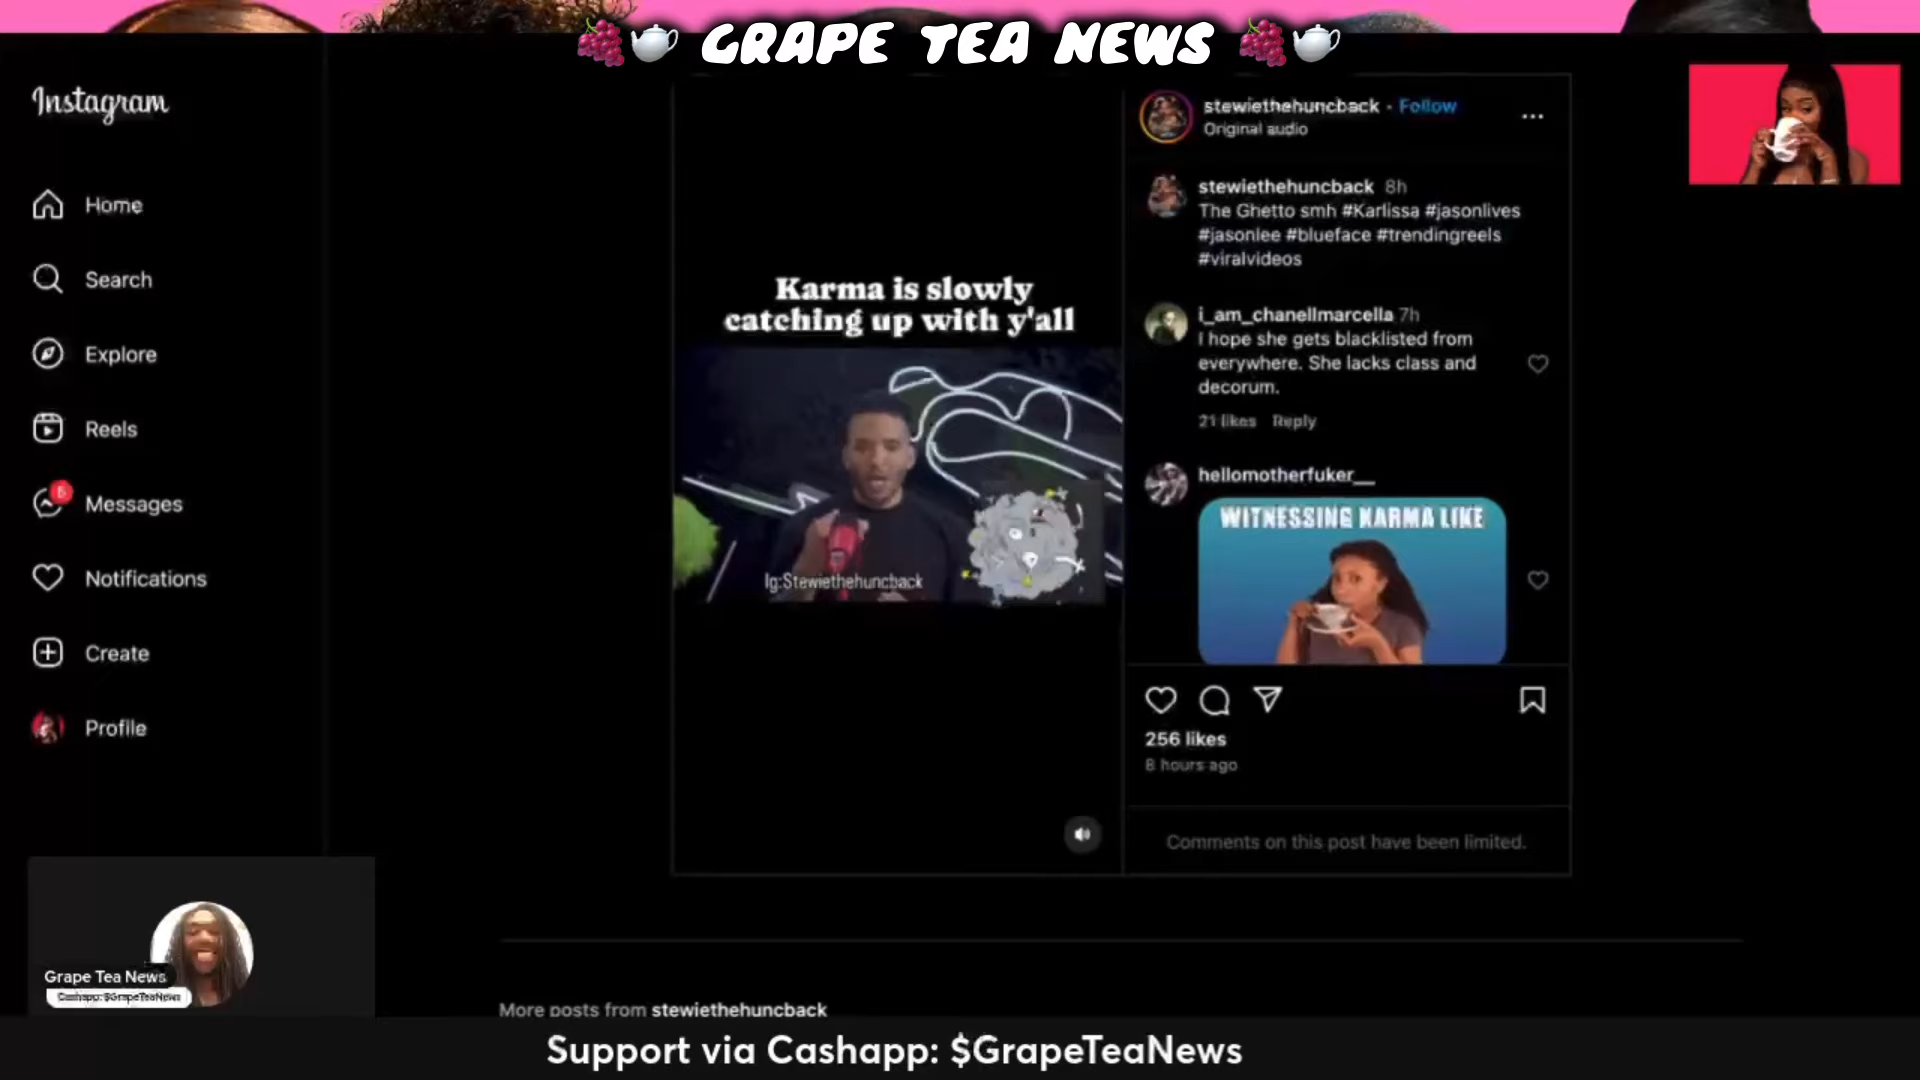 GRAPE TEA NEWS
Instagram
Home
Search
Explore
Reels
Messages
6
Notifications
Create
Profile
Karma is slowly
catching up with y'all
Ig:Stewiethehuncback
stewiethehuncback • Follow
Original audio
stewiethehuncback 8h
The Ghetto smh #Karlissa #jasonlives
#jasonlee #blueface #trendingreels
#viralvideos
i_am_chanellmarcella 7h
I hope she gets blacklisted from
everywhere. She lacks class and
decorum.
21 likes Reply
hellomotherfuker__
WITNESSING KARMA LIKE
256 likes
8 hours ago
Comments on this post have been limited.
Grape Tea News
Cashapp: $GrapeTeaNews
More posts from stewiethehuncback
Support via Cashapp: $GrapeTeaNews